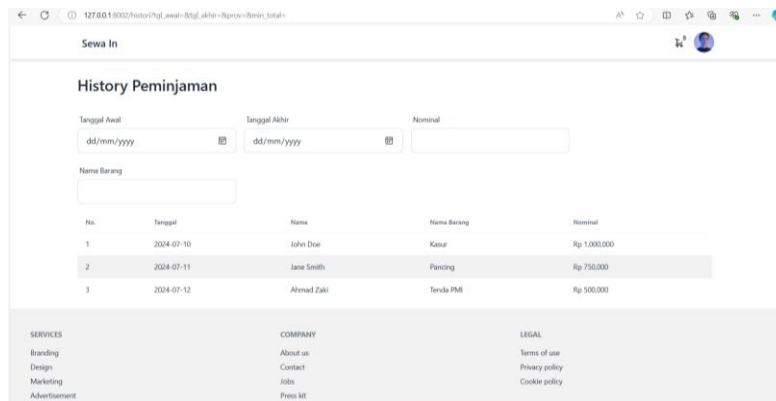 127.0.0.1:8002/histori?tgl_awal=&tgl_akhir=&prov=&min_total=
Sewa In
0
History Peminjaman
Tanggal Awal Tanggal Akhir Nominal
dd/mm/yyyy dd/mm/yyyy
Nama Barang
No. Tanggal Nama Nama Barang Nominal
1 2024-07-10 John Doe Kasur Rp 1,000,000
2 2024-07-11 Jane Smith Pancing Rp 750,000
3 2024-07-12 Ahmad Zaki Tenda PMI Rp 500,000
SERVICES COMPANY LEGAL
Branding About us Terms of use
Design Contact Privacy policy
Marketing Jobs Cookie policy
Advertisement Press kit